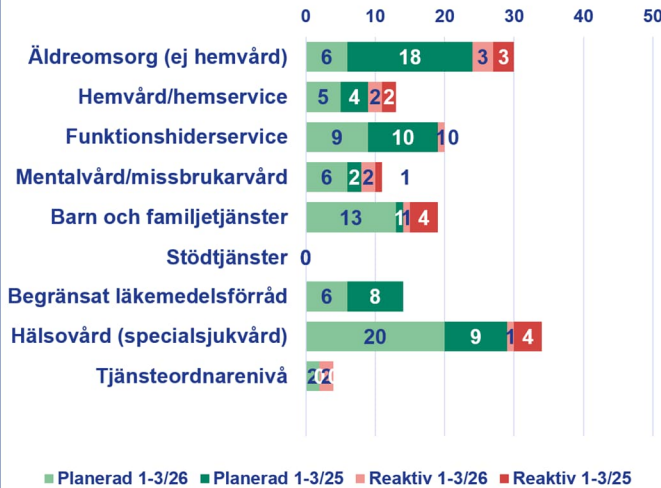 0 10 20 30 40 50
Äldreomsorg (ej hemvård) 6 18 3 3
Hemvård/hemservice 5 4 2 2
Funktionshiderservice 9 10 1 0
Mentalvård/missbrukarvård 6 2 2 1
Barn och familjetjänster 13 1 1 4
Stödtjänster 0
Begränsat läkemedelsförråd 6 8
Hälsovård (specialsjukvård) 20 9 1 4
Tjänsteordnarenivå 2 0 2 0
Planerad 1-3/26 Planerad 1-3/25 Reaktiv 1-3/26 Reaktiv 1-3/25